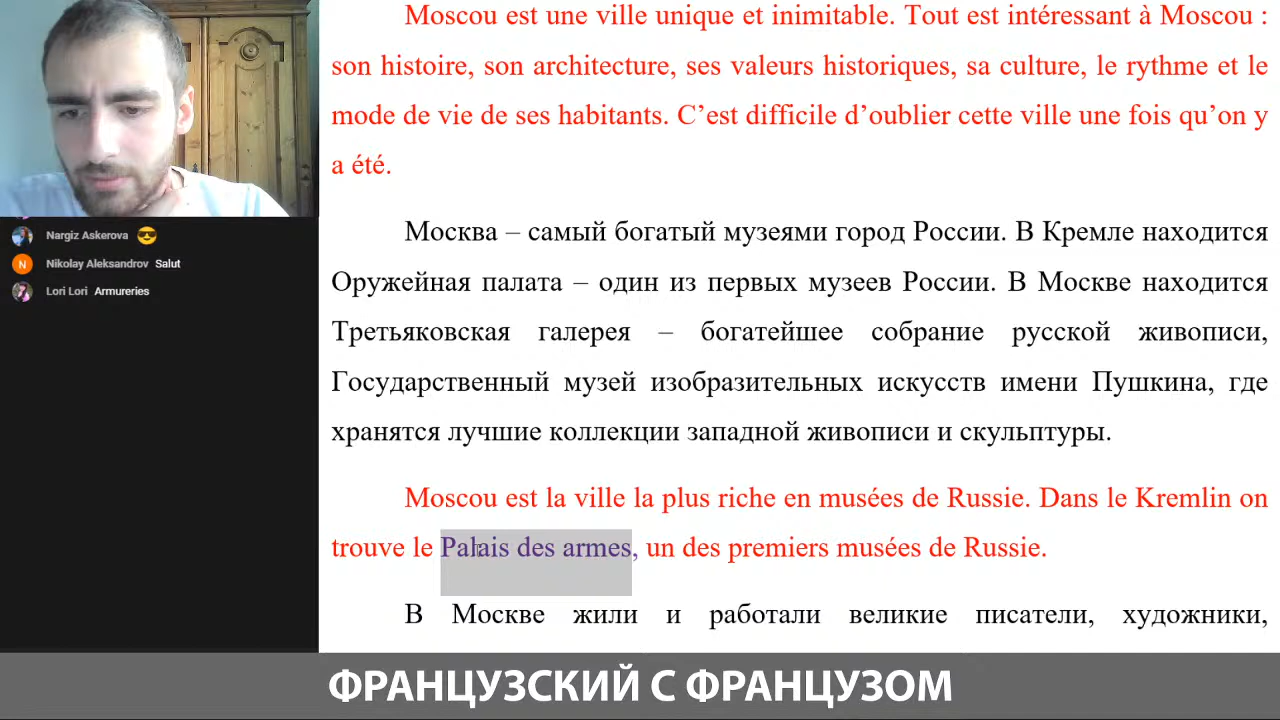 Moscou est une ville unique et inimitable. Tout est intéressant à Moscou :
son histoire, son architecture, ses valeurs historiques, sa culture, le rythme et le
mode de vie de ses habitants. C’est difficile d’oublier cette ville une fois qu’on y
a été.
Nargiz Askerova
Nikolay Aleksandrov Salut
Lori Lori Armureries
Москва – самый богатый музеями город России. В Кремле находится
Оружейная палата – один из первых музеев России. В Москве находится
Третьяковская галерея – богатейшее собрание русской живописи,
Государственный музей изобразительных искусств имени Пушкина, где
хранятся лучшие коллекции западной живописи и скульптуры.
Moscou est la ville la plus riche en musées de Russie. Dans le Kremlin on
trouve le Palais des armes, un des premiers musées de Russie.
В Москве жили и работали великие писатели, художники,
ФРАНЦУЗСКИЙ С ФРАНЦУЗОМ